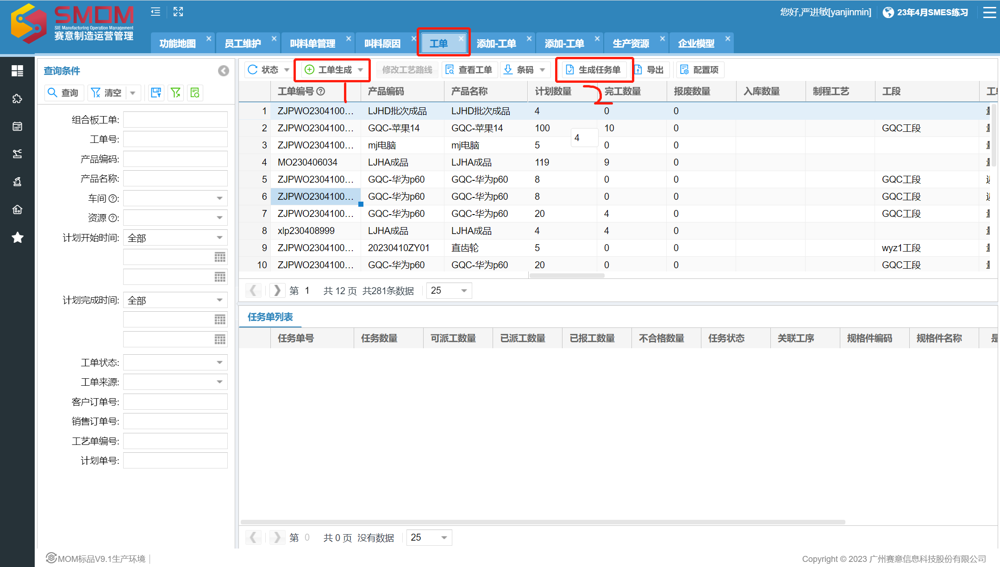 SMOM
SIE Manufacturing Operation Management
赛意制造运营管理
您好,严进敏[yanjinmin] 23年4月SMES练习
功能地图 员工维护 叫料单管理 叫料原因 工单 添加-工单 添加-工单 生产资源 企业模型
查询条件
查询 清空
组合板工单:
工单号:
产品编码:
产品名称:
车间:
资源:
计划开始时间: 全部
计划完成时间: 全部
工单状态:
工单来源:
客户订单号:
销售订单号:
工艺单编号:
计划单号:
状态 工单生成 修改工艺路线 查看工单 条码 生成任务单 导出 配置项
1 2
工单编号 产品编码 产品名称 计划数量 完工数量 报废数量 入库数量 制程工艺 工段
1 ZJPWO2304100... LJHD批次成品 LJHD批次成品 4 0 0
2 ZJPWO2304100... GQC-苹果14 GQC-苹果14 100 10 0 GQC工段
4
3 ZJPWO2304100... mj电脑 mj电脑 5 0 0
4 MO230406034 LJHA成品 LJHA成品 119 9 0
5 ZJPWO2304100... GQC-华为p60 GQC-华为p60 8 0 0 GQC工段
6 ZJPWO2304100... GQC-华为p60 GQC-华为p60 8 0 0 GQC工段
7 ZJPWO2304100... GQC-华为p60 GQC-华为p60 20 4 0 GQC工段
8 xlp230408999 LJHA成品 LJHA成品 4 4 0
9 ZJPWO2304100... 20230410ZY01 直齿轮 5 0 0 wyz1工段
10 ZJPWO2304100... GQC-华为p60 GQC-华为p60 20 0 0 GQC工段
第 1 共 12 页 共281条数据 25
任务单列表
任务单号 任务数量 可派工数量 已派工数量 已报工数量 不合格数量 任务状态 关联工序 规格件编码 规格件名称 是
第 0 共 0 页 没有数据 25
MOM标品V9.1生产环境
Copyright © 2023 广州赛意信息科技股份有限公司